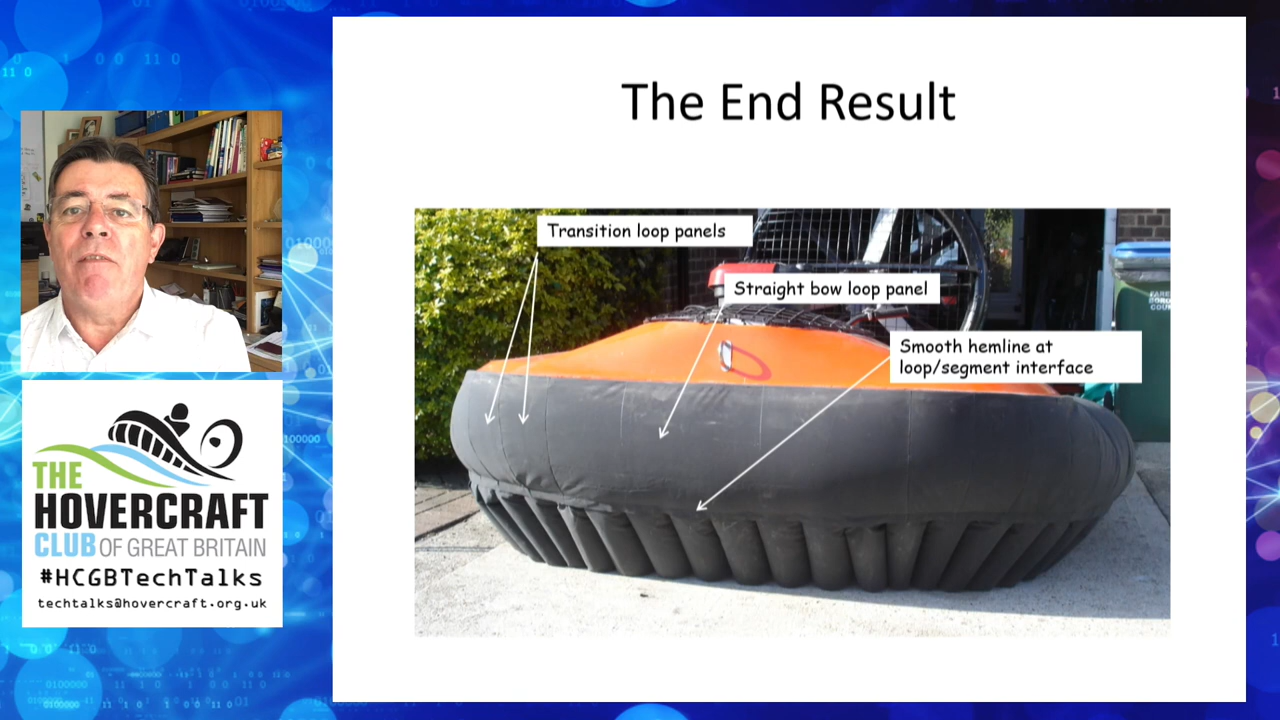 The End Result
Transition loop panels
Straight bow loop panel
Smooth hemline at
loop/segment interface
THE
HOVERCRAFT
CLUB OF GREAT BRITAIN
#HCGBTechTalks
techtalks@hovercraft.org.uk